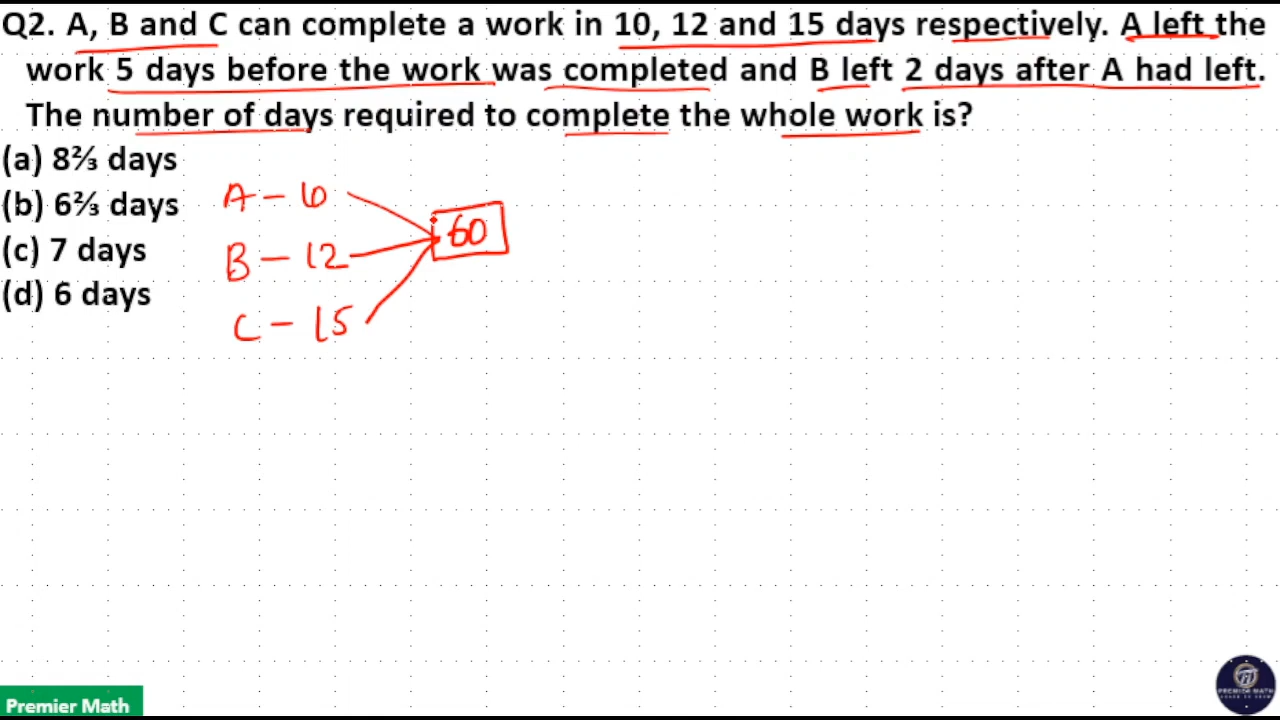 Q2. A, B and C can complete a work in 10, 12 and 15 days respectively. A left the
work 5 days before the work was completed and B left 2 days after A had left.
The number of days required to complete the whole work is?
(a) 8⅔ days
(b) 6⅔ days
(c) 7 days
(d) 6 days
A - 10
B - 12
C - 15
60
Premier Math
PREMIER MATH